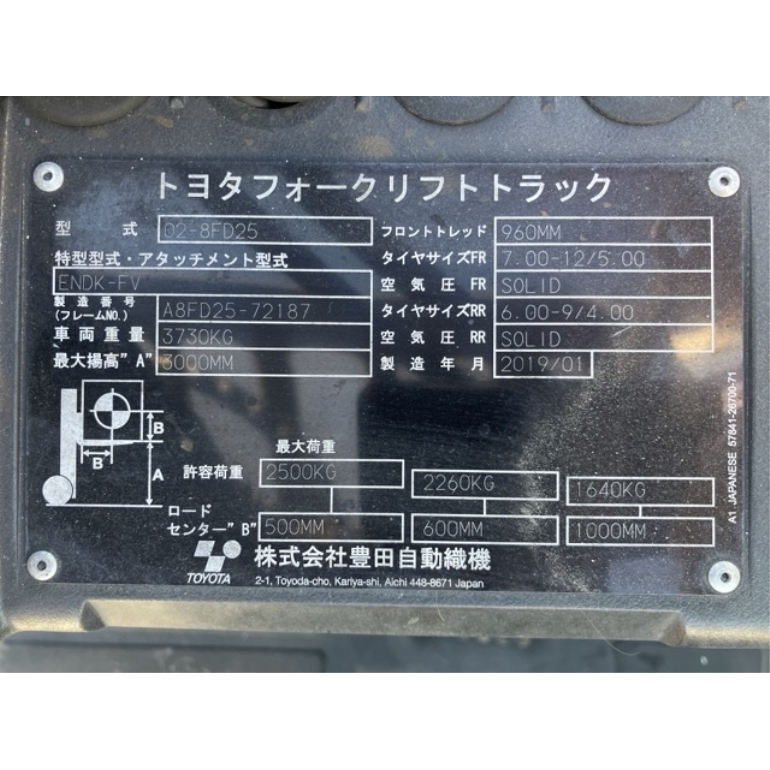 トヨタフォークリフトトラック
型 式 02-8FD25 フロントトレッド 960MM
特型型式・アタッチメント型式 タイヤサイズFR 7.00-12/5.00
ENDK-FV 空気圧FR SOLID
製造番号 (フレームNO.) A8FD25-72187 タイヤサイズRR 6.00-9/4.00
車両重量 3730KG 空気圧RR SOLID
最大揚高"A" 3000MM 製造年月 2019/01
B
B
A
最大荷重
許容荷重 2500KG 2260KG 1640KG
ロード
センター"B" 500MM 600MM 1000MM
TOYOTA 株式会社豊田自動織機
2-1, Toyoda-cho, Kariya-shi, Aichi 448-8671 Japan
A1 JAPANESE 57841-26700-71